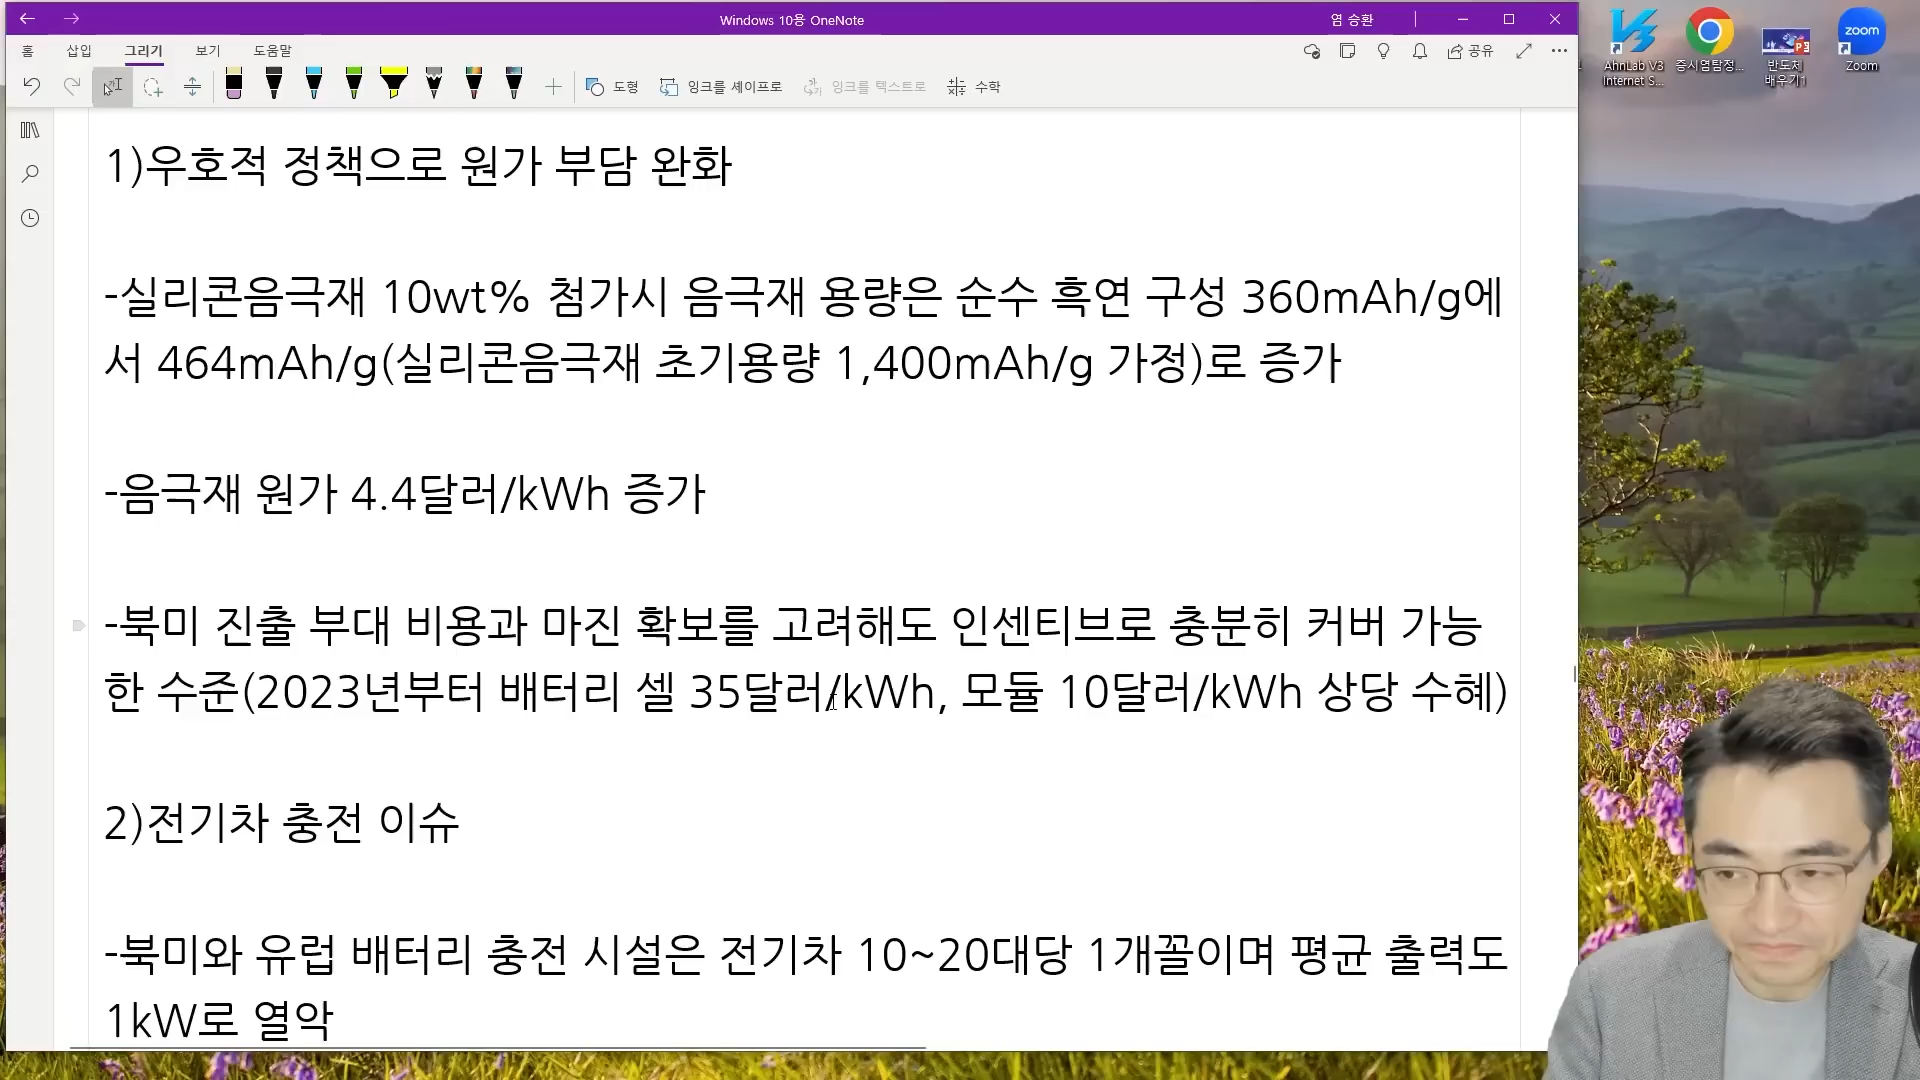 Windows 10용 OneNote
염 승환
홈 삽입 그리기 보기 도움말
공유
도형 잉크를 셰이프로 잉크를 텍스트로 수학
1)우호적 정책으로 원가 부담 완화
-실리콘음극재 10wt% 첨가시 음극재 용량은 순수 흑연 구성 360mAh/g에
서 464mAh/g(실리콘음극재 초기용량 1,400mAh/g 가정)로 증가
-음극재 원가 4.4달러/kWh 증가
-북미 진출 부대 비용과 마진 확보를 고려해도 인센티브로 충분히 커버 가능
한 수준(2023년부터 배터리 셀 35달러/kWh, 모듈 10달러/kWh 상당 수혜)
2)전기차 충전 이슈
-북미와 유럽 배터리 충전 시설은 전기차 10~20대당 1개꼴이며 평균 출력도
1kW로 열악
AhnLab V3
Internet S...
증시염탐정...
반도체
배우기1
zoom
Zoom